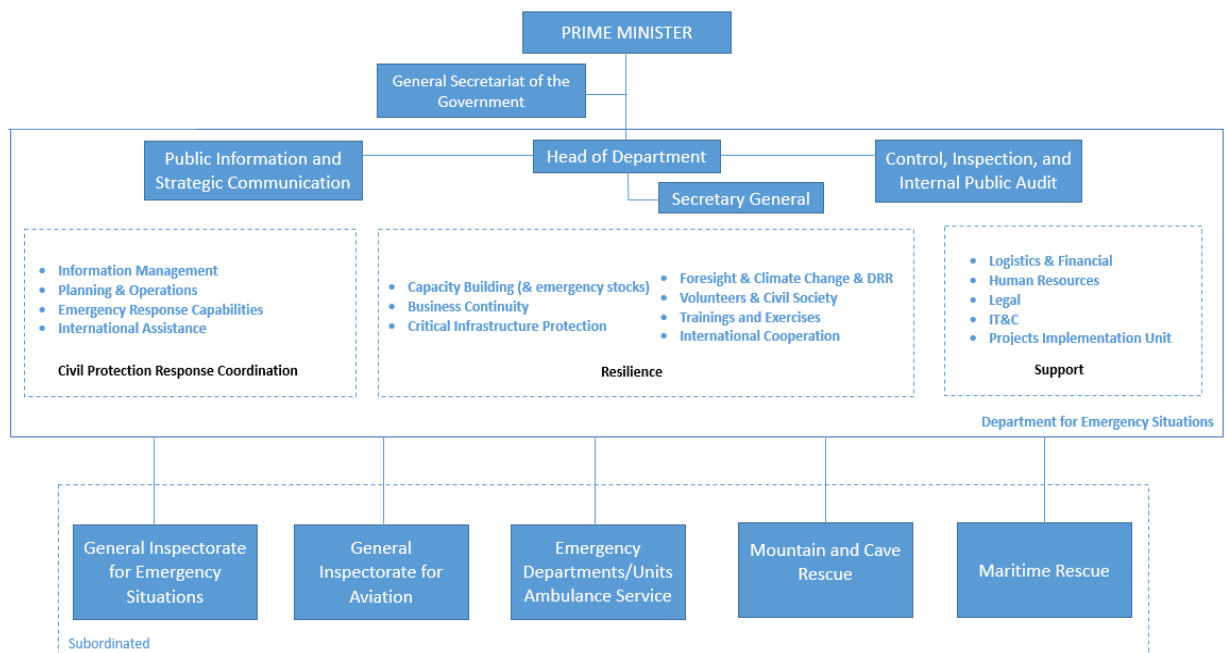 PRIME MINISTER
General Secretariat of the
Government
Public Information and
Strategic Communication
Head of Department
Control, Inspection, and
Internal Public Audit
Secretary General
• Information Management
• Planning & Operations
• Emergency Response Capabilities
• International Assistance
Civil Protection Response Coordination
• Capacity Building (& emergency stocks)
• Business Continuity
• Critical Infrastructure Protection
• Foresight & Climate Change & DRR
• Volunteers & Civil Society
• Trainings and Exercises
• International Cooperation
Resilience
• Logistics & Financial
• Human Resources
• Legal
• IT&C
• Projects Implementation Unit
Support
Department for Emergency Situations
General Inspectorate
for Emergency
Situations
General
Inspectorate for
Aviation
Emergency
Departments/Units
Ambulance Service
Mountain and Cave
Rescue
Maritime Rescue
Subordinated